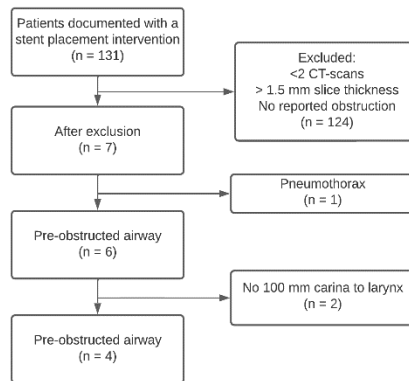 Patients documented with a
stent placement intervention
(n = 131)
Excluded:
<2 CT-scans
> 1.5 mm slice thickness
No reported obstruction
(n = 124)
After exclusion
(n = 7)
Pneumothorax
(n = 1)
Pre-obstructed airway
(n = 6)
No 100 mm carina to larynx
(n = 2)
Pre-obstructed airway
(n = 4)